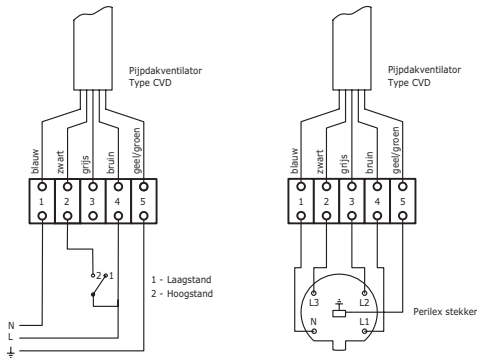 Pijpdakventilator
Type CVD
blauw
zwart
grijs
bruin
geel/groen
1
2
3
4
5
2
1
1 - Laagstand
2 - Hoogstand
N
L
Pijpdakventilator
Type CVD
blauw
zwart
grijs
bruin
geel/groen
1
2
3
4
5
L3
L2
N
L1
Perilex stekker